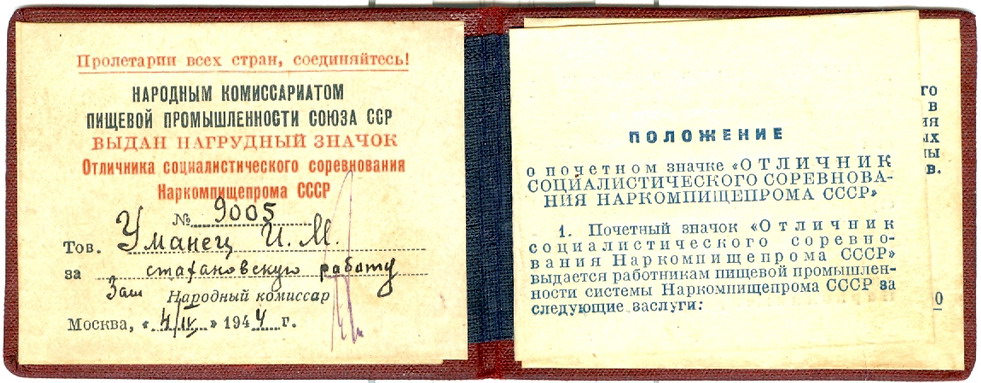 Пролетарии всех стран, соединяйтесь!
НАРОДНЫМ КОМИССАРИАТОМ
ПИЩЕВОЙ ПРОМЫШЛЕННОСТИ СОЮЗА ССР
ВЫДАН НАГРУДНЫЙ ЗНАЧОК
Отличника социалистического соревнования
Наркомпищепрома СССР
№ 9005
Тов. Уманец И. М.
за стахановскую работу
Зам Народный комиссар
Москва, «4/IV» 1944 г.
ПОЛОЖЕНИЕ
о почетном значке «ОТЛИЧНИК
СОЦИАЛИСТИЧЕСКОГО СОРЕВНОВА-
НИЯ НАРКОМПИЩЕПРОМА СССР»
1. Почетный значок «Отличник
социалистического соревно-
вания Наркомпищепрома СССР»
выдается работникам пищевой промышлен-
ности системы Наркомпищепрома СССР за
следующие заслуги: